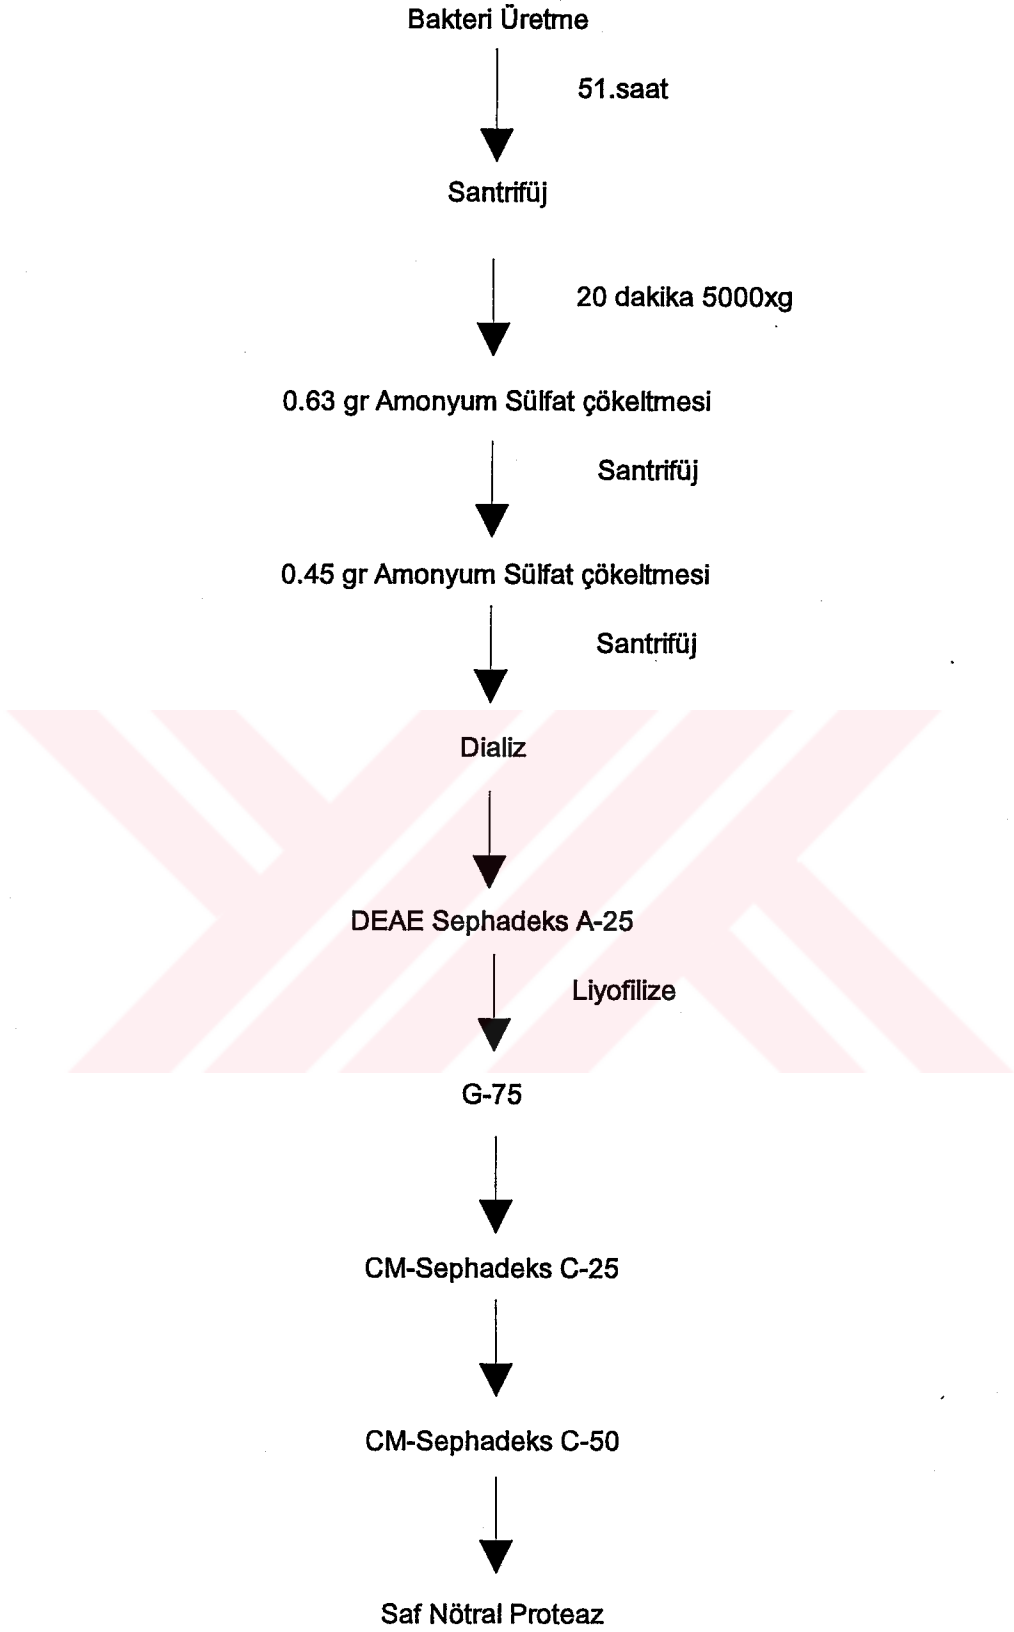 Bakteri Üretme
51.saat
Santrifüj
20 dakika 5000xg
0.63 gr Amonyum Sülfat çökeltmesi
Santrifüj
0.45 gr Amonyum Sülfat çökeltmesi
Santrifüj
Dializ
DEAE Sephadeks A-25
Liyofilize
G-75
CM-Sephadeks C-25
CM-Sephadeks C-50
Saf Nötral Proteaz